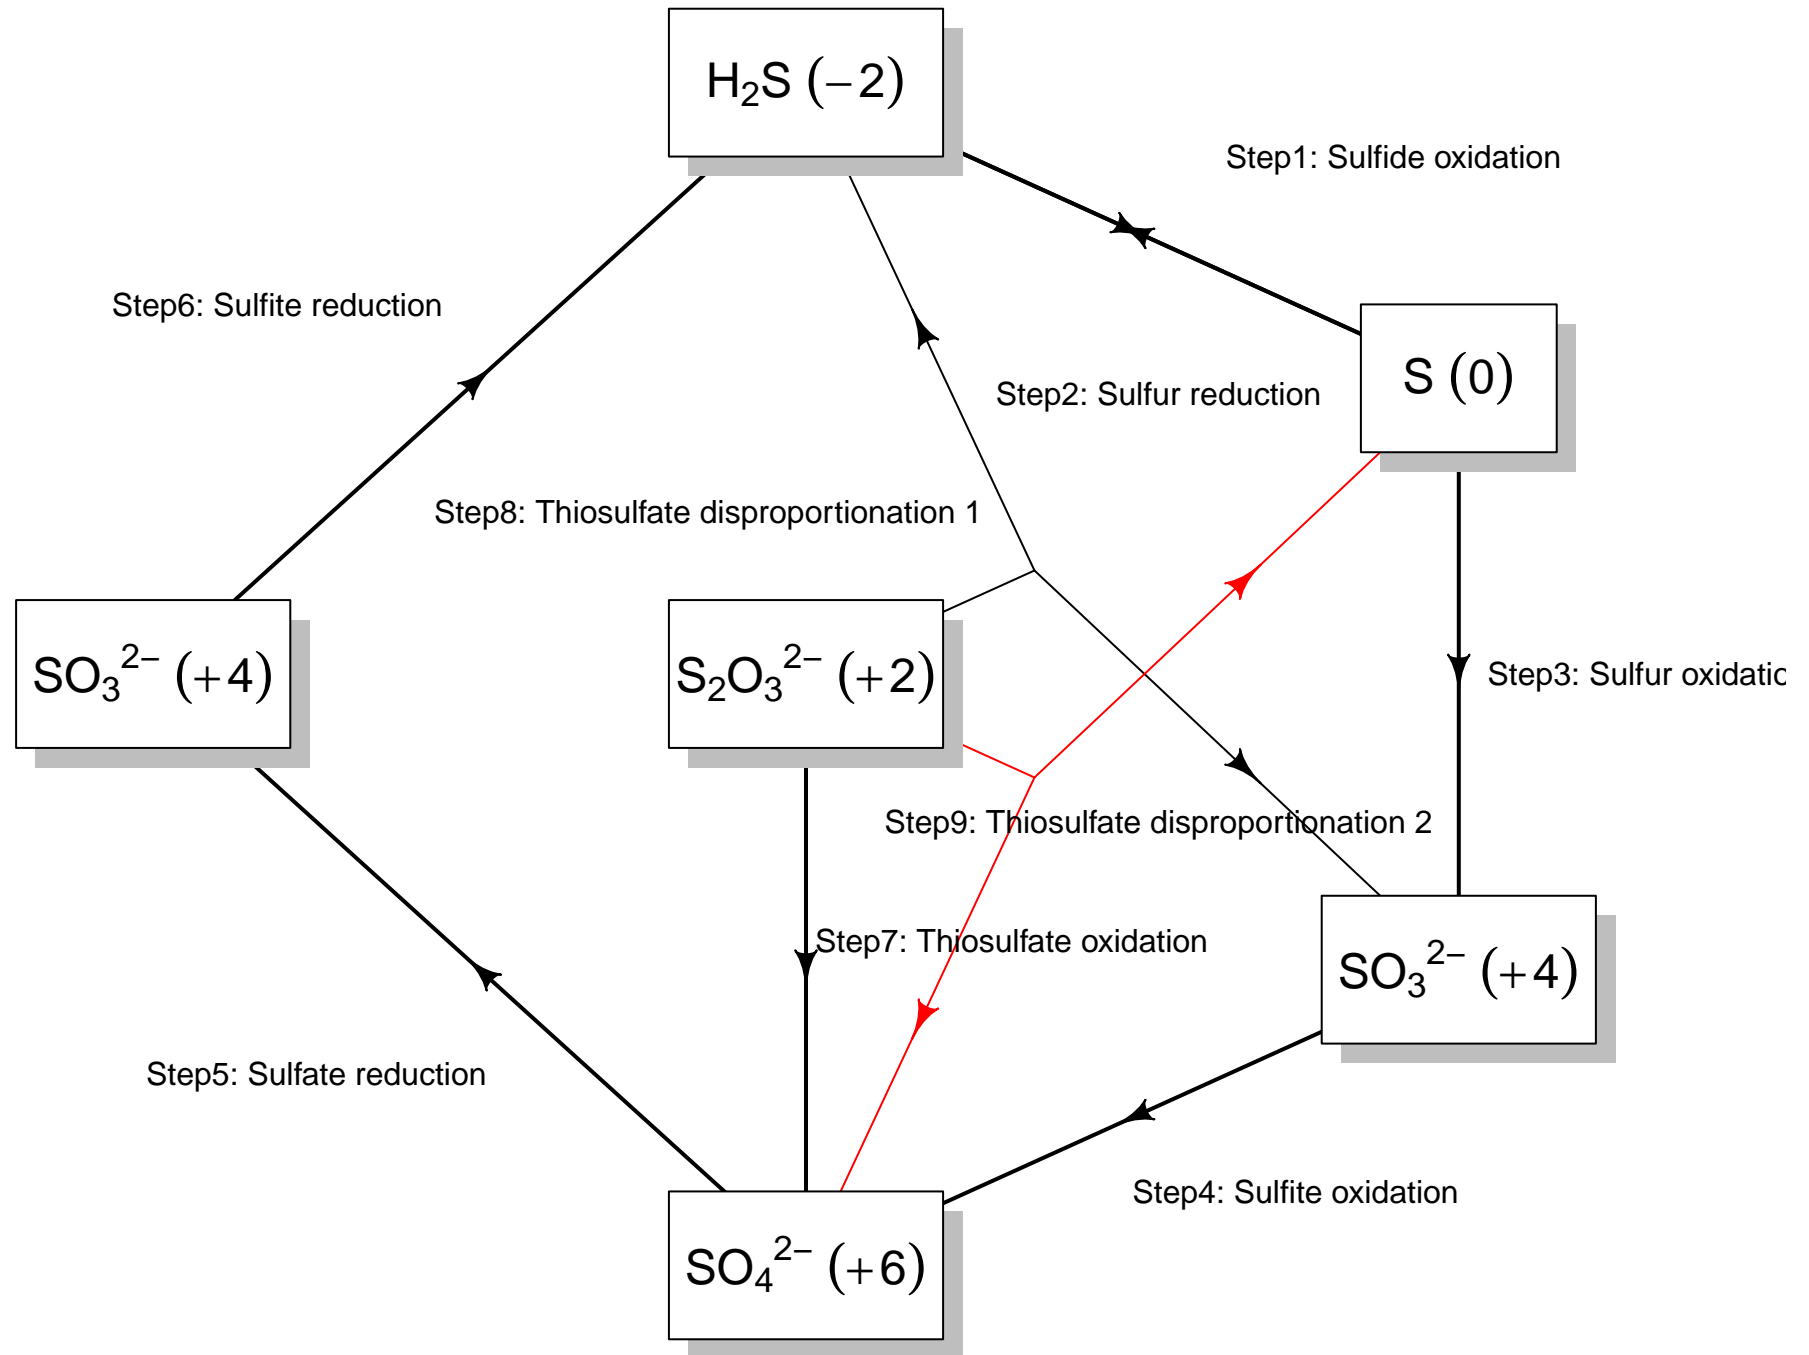 H₂S (−2)
Step1: Sulfide oxidation
Step6: Sulfite reduction
S (0)
Step2: Sulfur reduction
Step8: Thiosulfate disproportionation 1
SO₃²⁻ (+4)
S₂O₃²⁻ (+2)
Step3: Sulfur oxidatic
Step9: Thiosulfate disproportionation 2
Step7: Thiosulfate oxidation
SO₃²⁻ (+4)
Step5: Sulfate reduction
Step4: Sulfite oxidation
SO₄²⁻ (+6)